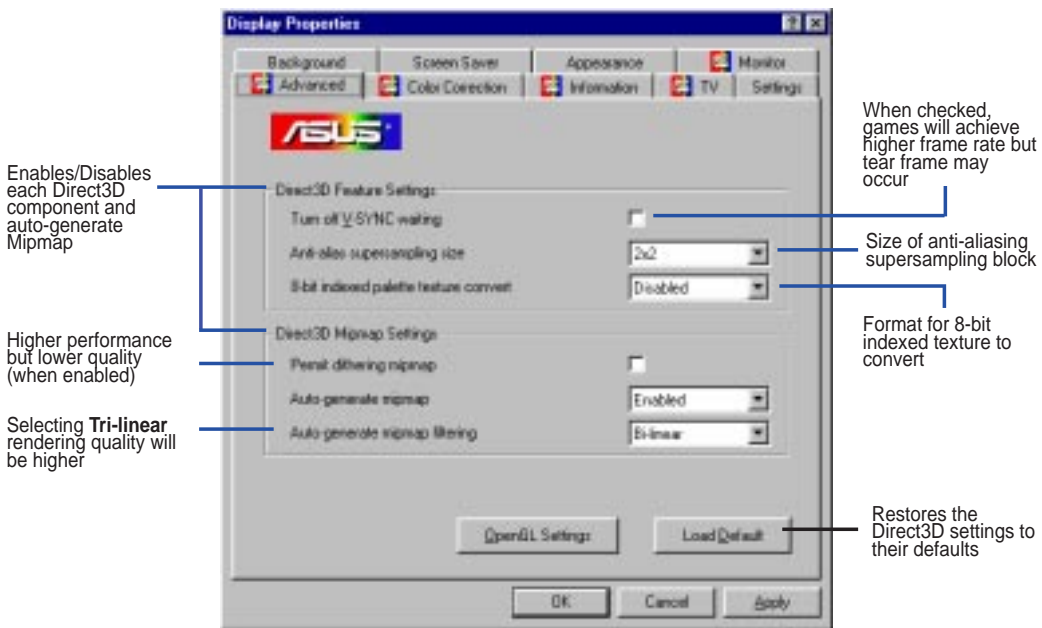 Display Properties
Background
Screen Saver
Appearance
Monitor
Advanced
Color Correction
Information
TV
Settings
ASUS
Direct3D Feature Settings
Turn off V-SYNC waiting
Anti-alias supersampling size
2x2
8-bit indexed palette texture convert
Disabled
Direct3D Mipmap Settings
Permit dithering mipmap
Auto-generate mipmap
Enabled
Auto-generate mipmap filtering
Bi-linear
OpenGL Settings
Load Default
OK
Cancel
Apply
Enables/Disables
each Direct3D
component and
auto-generate
Mipmap
Higher performance
but lower quality
(when enabled)
Selecting Tri-linear
rendering quality will
be higher
When checked,
games will achieve
higher frame rate but
tear frame may
occur
Size of anti-aliasing
supersampling block
Format for 8-bit
indexed texture to
convert
Restores the
Direct3D settings to
their defaults